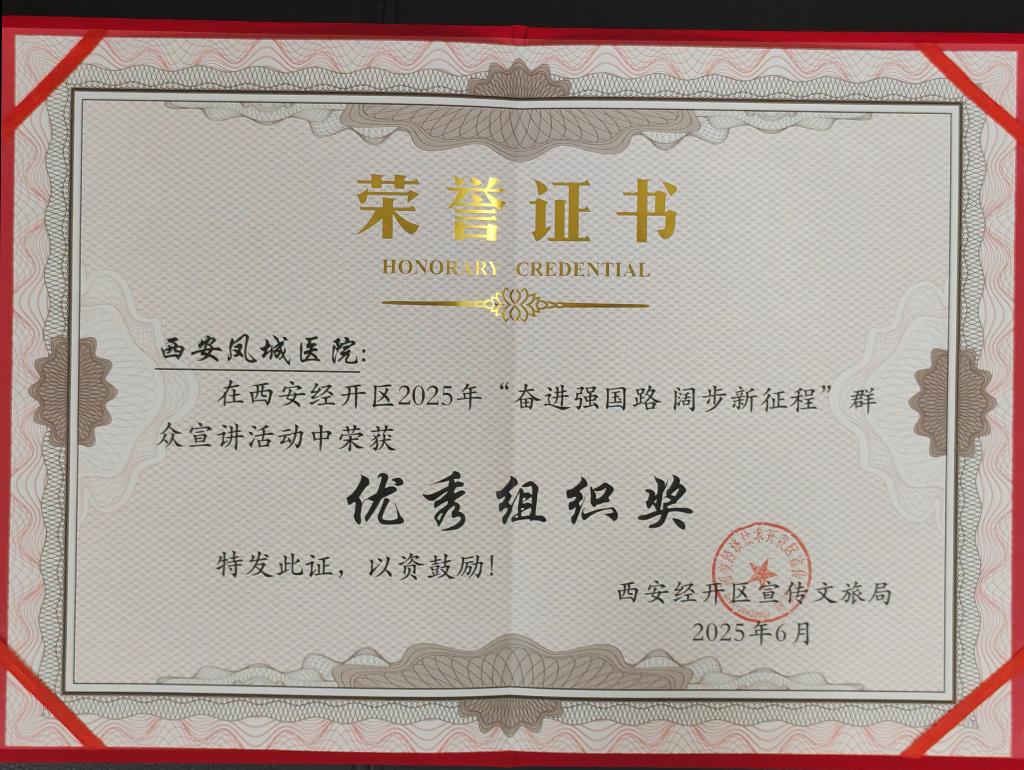 荣誉证书
HONORARY CREDENTIAL
西安凤城医院:
在西安经开区2025年“奋进强国路 阔步新征程”群
众宣讲活动中荣获
优秀组织奖
特发此证，以资鼓励!
西安经开区宣传文旅局
2025年6月